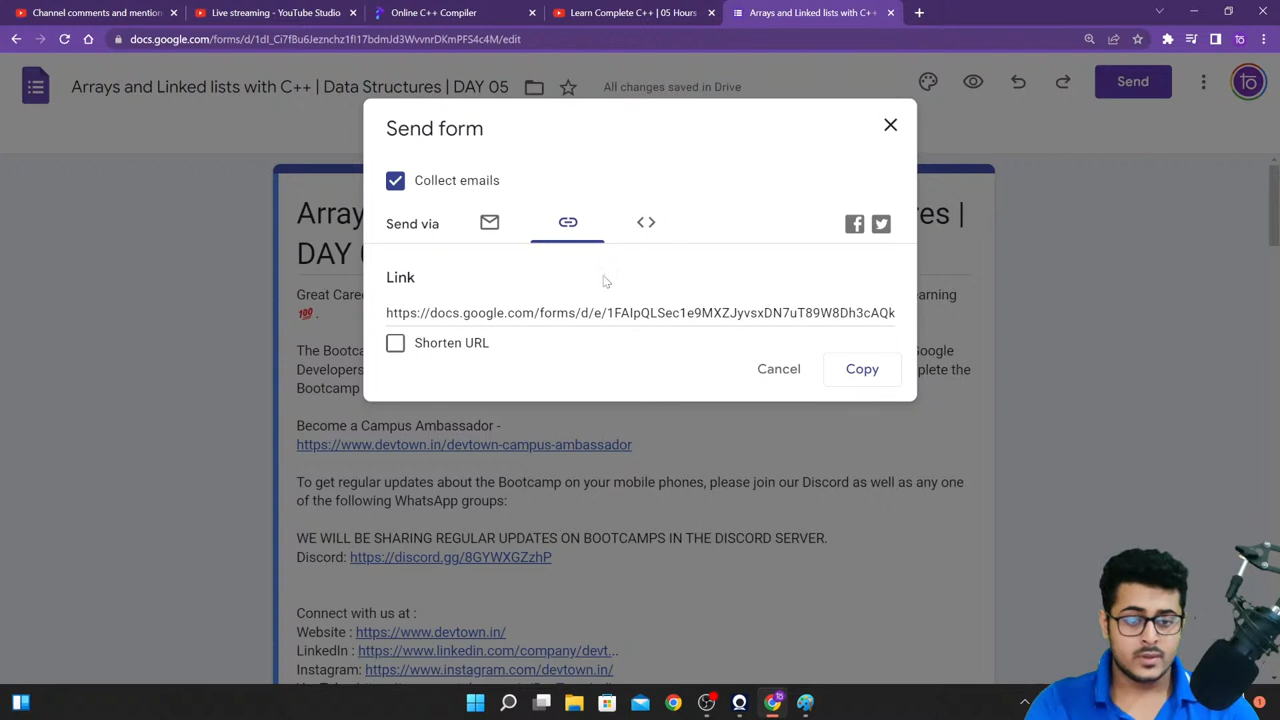 Channel comments and mention
Live streaming - YouTube Studio
Online C++ Compiler
Learn Complete C++ | 05 Hours
Arrays and Linked lists with C++
docs.google.com/forms/d/1dI_Ci7fBu6Jeznchz1fI17bdmJd3WvvnrDKmPFS4c4M/edit
Arrays and Linked lists with C++ | Data Structures | DAY 05
All changes saved in Drive
Send
Send form
Collect emails
Send via
Link
https://docs.google.com/forms/d/e/1FAIpQLSec1e9MXZJyvsxDN7uT89W8Dh3cAQk
Shorten URL
Cancel
Copy
Array
res |
DAY
Great Care
earning
💯 .
The Bootca
Google
Developers
plete the
Bootcamp
Become a Campus Ambassador -
https://www.devtown.in/devtown-campus-ambassador
To get regular updates about the Bootcamp on your mobile phones, please join our Discord as well as any one
of the following WhatsApp groups:
WE WILL BE SHARING REGULAR UPDATES ON BOOTCAMPS IN THE DISCORD SERVER.
Discord: https://discord.gg/8GYWXGZzhP
Connect with us at :
Website : https://www.devtown.in/
LinkedIn : https://www.linkedin.com/company/devt...
Instagram: https://www.instagram.com/devtown.in/